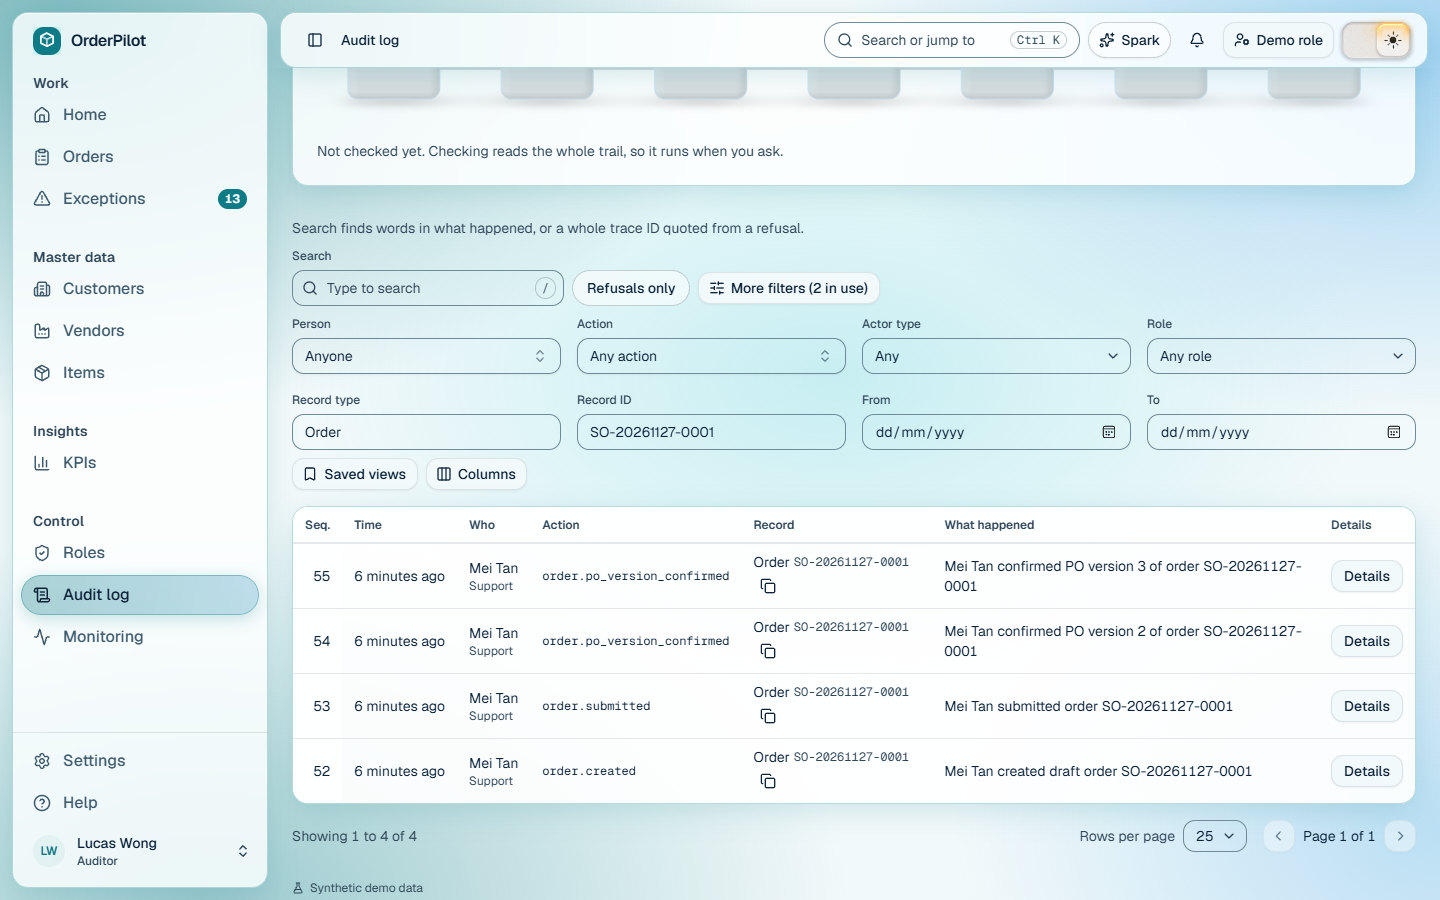 OrderPilot
Work
Home
Orders
Exceptions 13
Master data
Customers
Vendors
Items
Insights
KPIs
Control
Roles
Audit log
Monitoring
Settings
Help
LW
Lucas Wong
Auditor
Audit log
Search or jump to Ctrl K
Spark
Demo role
Not checked yet. Checking reads the whole trail, so it runs when you ask.
Search finds words in what happened, or a whole trace ID quoted from a refusal.
Search
Type to search /
Refusals only
More filters (2 in use)
Person Action Actor type Role
Anyone Any action Any Any role
Record type Record ID From To
Order SO-20261127-0001 dd/mm/yyyy dd/mm/yyyy
Saved views Columns
Seq. Time Who Action Record What happened Details
55 6 minutes ago Mei Tan Support order.po_version_confirmed Order SO-20261127-0001 Mei Tan confirmed PO version 3 of order SO-20261127-
0001 Details
54 6 minutes ago Mei Tan Support order.po_version_confirmed Order SO-20261127-0001 Mei Tan confirmed PO version 2 of order SO-20261127-
0001 Details
53 6 minutes ago Mei Tan Support order.submitted Order SO-20261127-0001 Mei Tan submitted order SO-20261127-0001 Details
52 6 minutes ago Mei Tan Support order.created Order SO-20261127-0001 Mei Tan created draft order SO-20261127-0001 Details
Showing 1 to 4 of 4
Rows per page 25 Page 1 of 1
Synthetic demo data